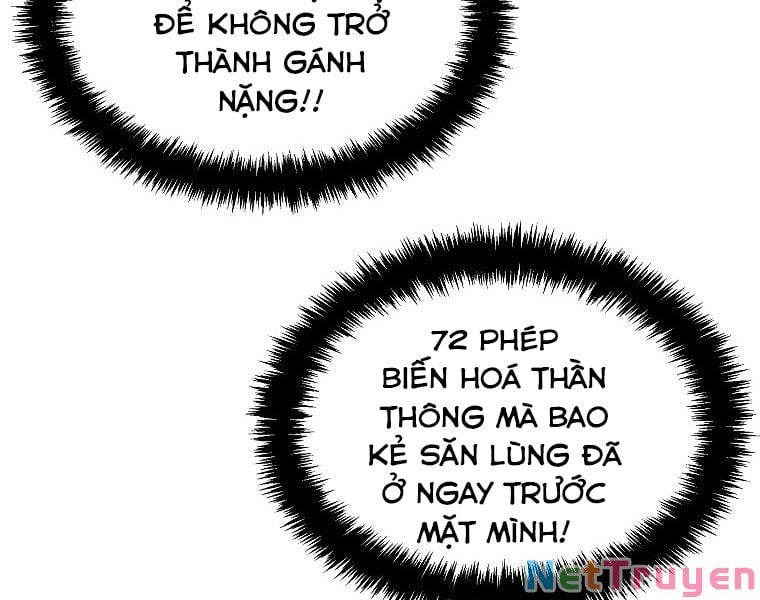 ĐỂ KHÔNG TRỞ
THÀNH GÁNH
NẶNG!!
72 PHÉP
BIẾN HOÁ THẦN
THÔNG MÀ BAO
KẺ SĂN LÙNG ĐÃ
Ở NGAY TRƯỚC
MẶT MÌNH!
NetTruyen